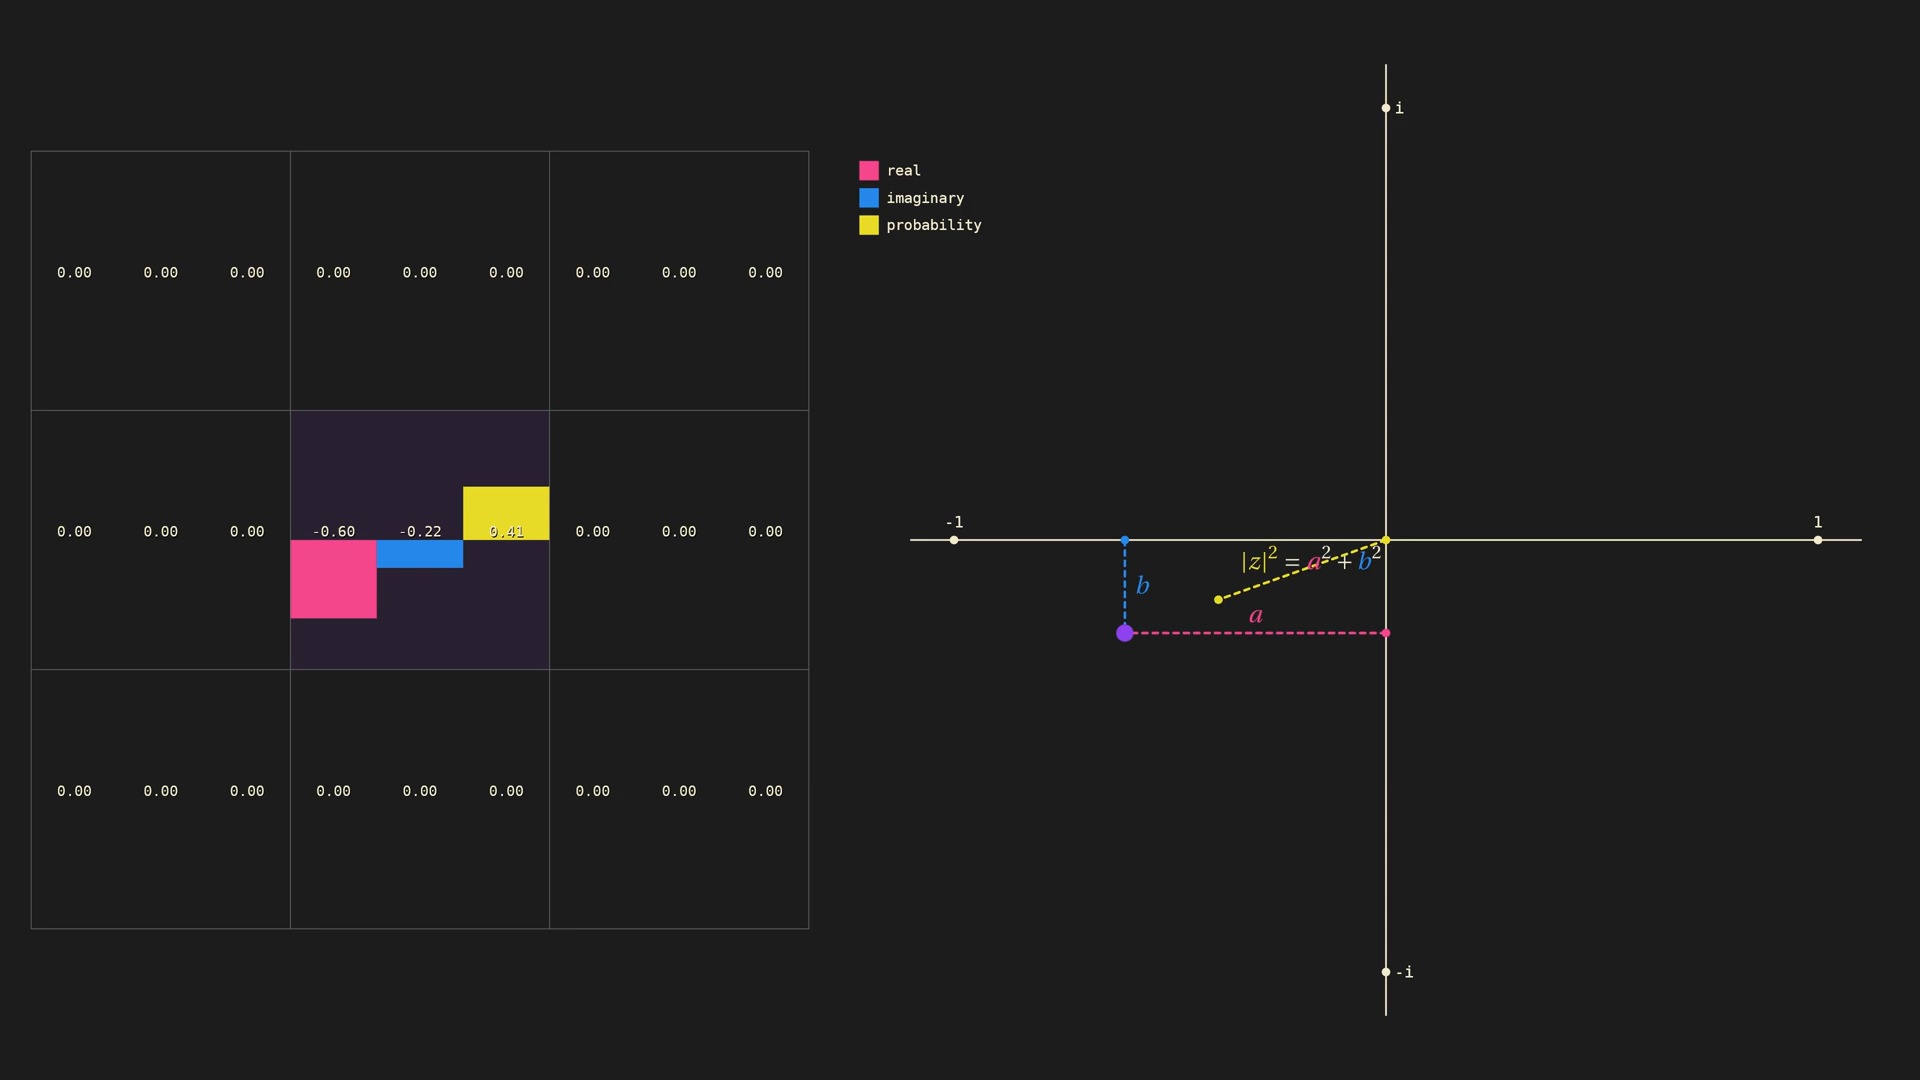 real
imaginary
probability
0.00 0.00 0.00 0.00 0.00 0.00 0.00 0.00 0.00
0.00 0.00 0.00 -0.60 -0.22 0.41 0.00 0.00 0.00
0.00 0.00 0.00 0.00 0.00 0.00 0.00 0.00 0.00
i
-1
1
|z|² = a² + b²
b
a
-i